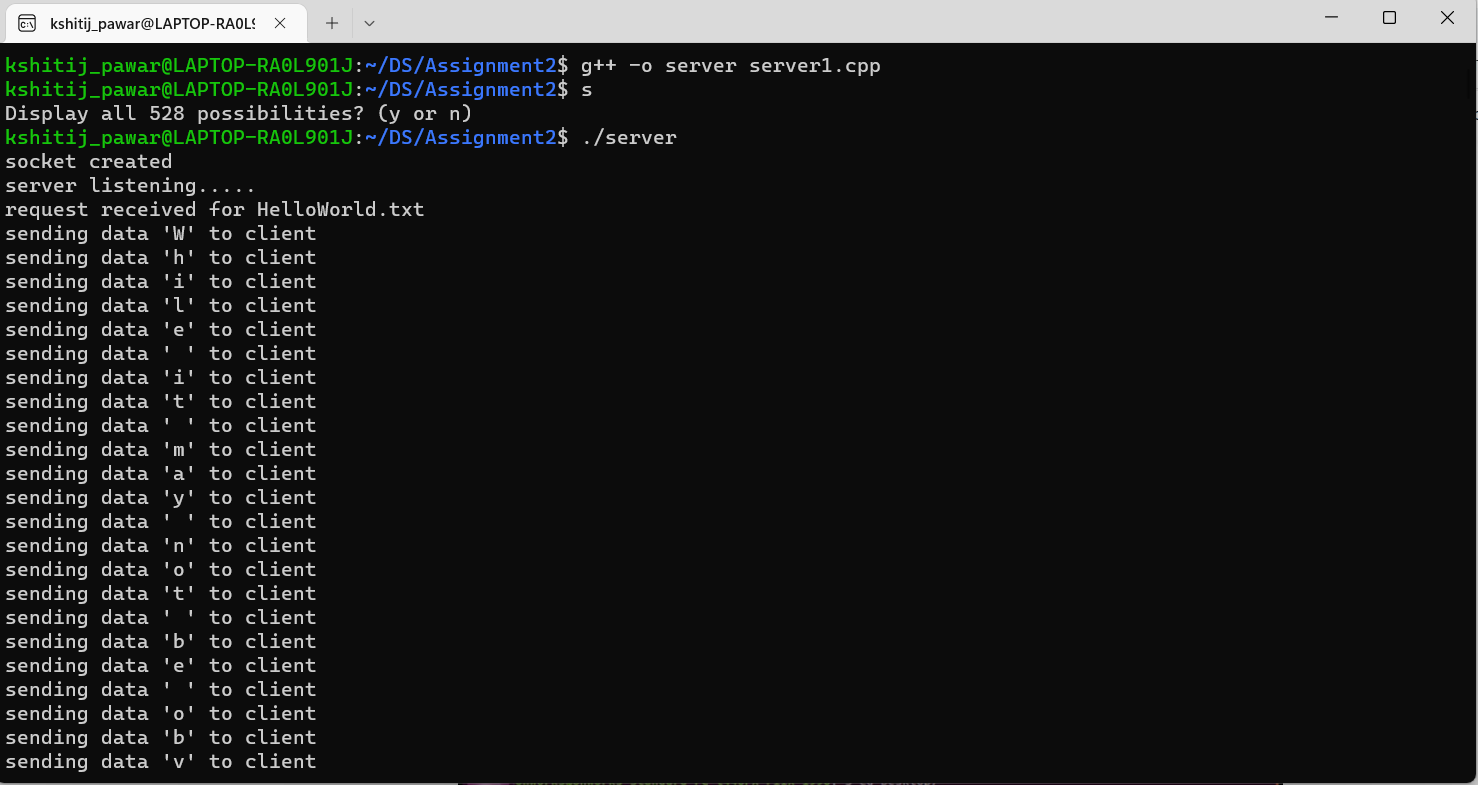 kshitij_pawar@LAPTOP-RA0L9
kshitij_pawar@LAPTOP-RA0L901J:~/DS/Assignment2$ g++ -o server server1.cpp
kshitij_pawar@LAPTOP-RA0L901J:~/DS/Assignment2$ s
Display all 528 possibilities? (y or n)
kshitij_pawar@LAPTOP-RA0L901J:~/DS/Assignment2$ ./server
socket created
server listening.....
request received for HelloWorld.txt
sending data 'W' to client
sending data 'h' to client
sending data 'i' to client
sending data 'l' to client
sending data 'e' to client
sending data ' ' to client
sending data 'i' to client
sending data 't' to client
sending data ' ' to client
sending data 'm' to client
sending data 'a' to client
sending data 'y' to client
sending data ' ' to client
sending data 'n' to client
sending data 'o' to client
sending data 't' to client
sending data ' ' to client
sending data 'b' to client
sending data 'e' to client
sending data ' ' to client
sending data 'o' to client
sending data 'b' to client
sending data 'v' to client